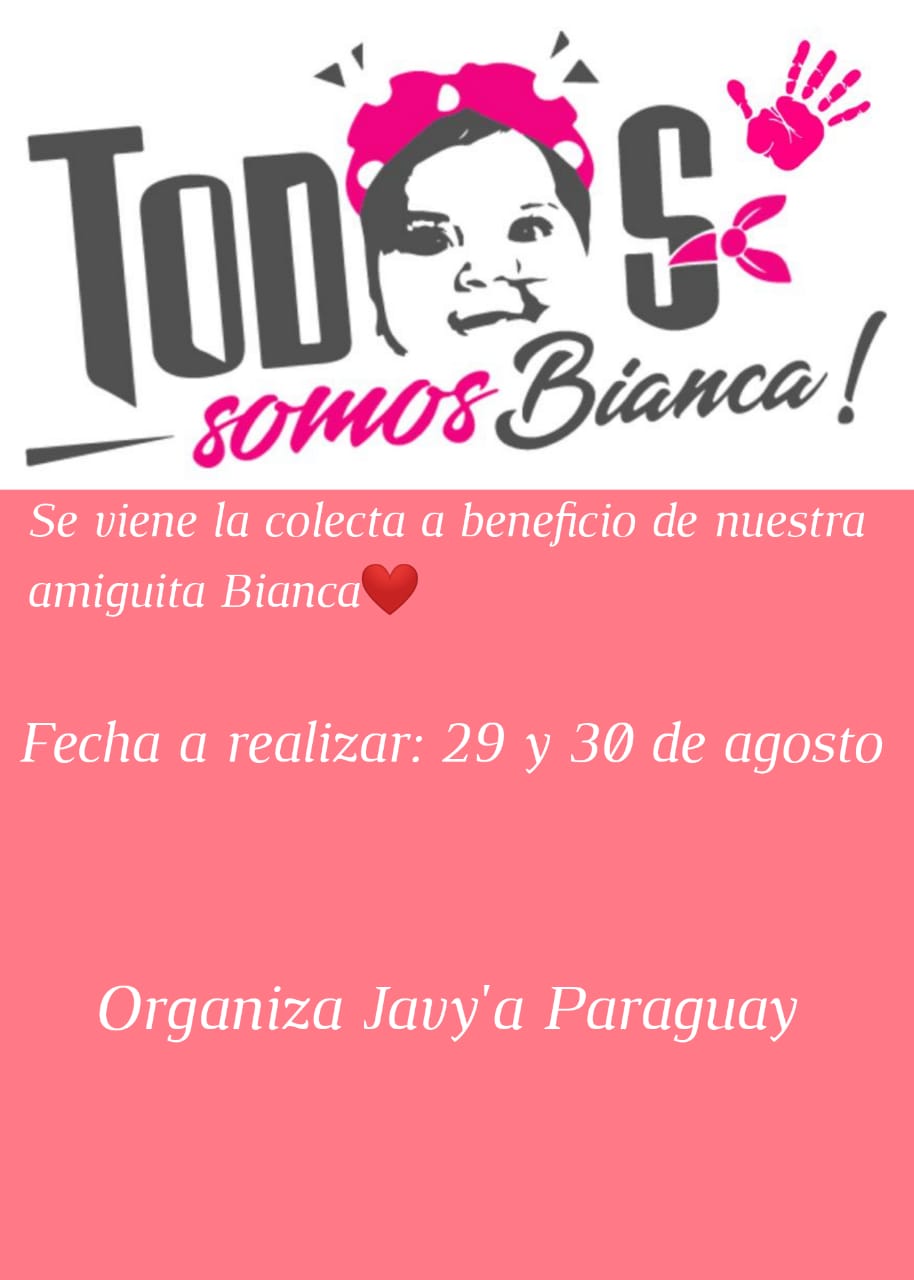 TODOS
somos Bianca!
Se viene la colecta a beneficio de nuestra
amiguita Bianca❤️
Fecha a realizar: 29 y 30 de agosto
Organiza Javy'a Paraguay